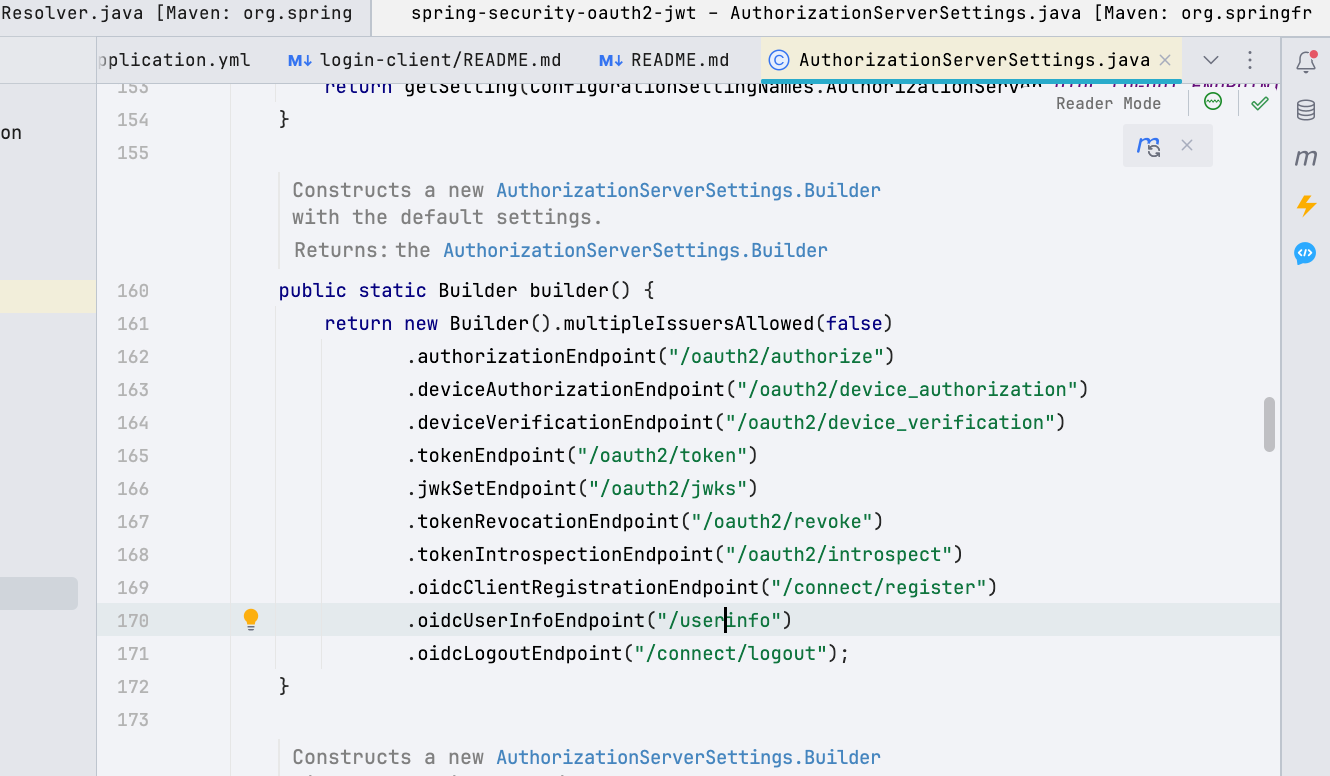 Resolver.java [Maven: org.spring
spring-security-oauth2-jwt – AuthorizationServerSettings.java [Maven: org.springfr
pplication.yml
M↓ login-client/README.md
M↓ README.md
© AuthorizationServerSettings.java
on
153 return getSetting(ConfigurationSettingNames.AuthorizationServer
Reader Mode
154 }
155
m
Constructs a new AuthorizationServerSettings.Builder
with the default settings.
Returns: the AuthorizationServerSettings.Builder
160 public static Builder builder() {
161 return new Builder().multipleIssuersAllowed(false)
162 .authorizationEndpoint("/oauth2/authorize")
163 .deviceAuthorizationEndpoint("/oauth2/device_authorization")
164 .deviceVerificationEndpoint("/oauth2/device_verification")
165 .tokenEndpoint("/oauth2/token")
166 .jwkSetEndpoint("/oauth2/jwks")
167 .tokenRevocationEndpoint("/oauth2/revoke")
168 .tokenIntrospectionEndpoint("/oauth2/introspect")
169 .oidcClientRegistrationEndpoint("/connect/register")
170 .oidcUserInfoEndpoint("/userinfo")
171 .oidcLogoutEndpoint("/connect/logout");
172 }
173
Constructs a new AuthorizationServerSettings.Builder
m